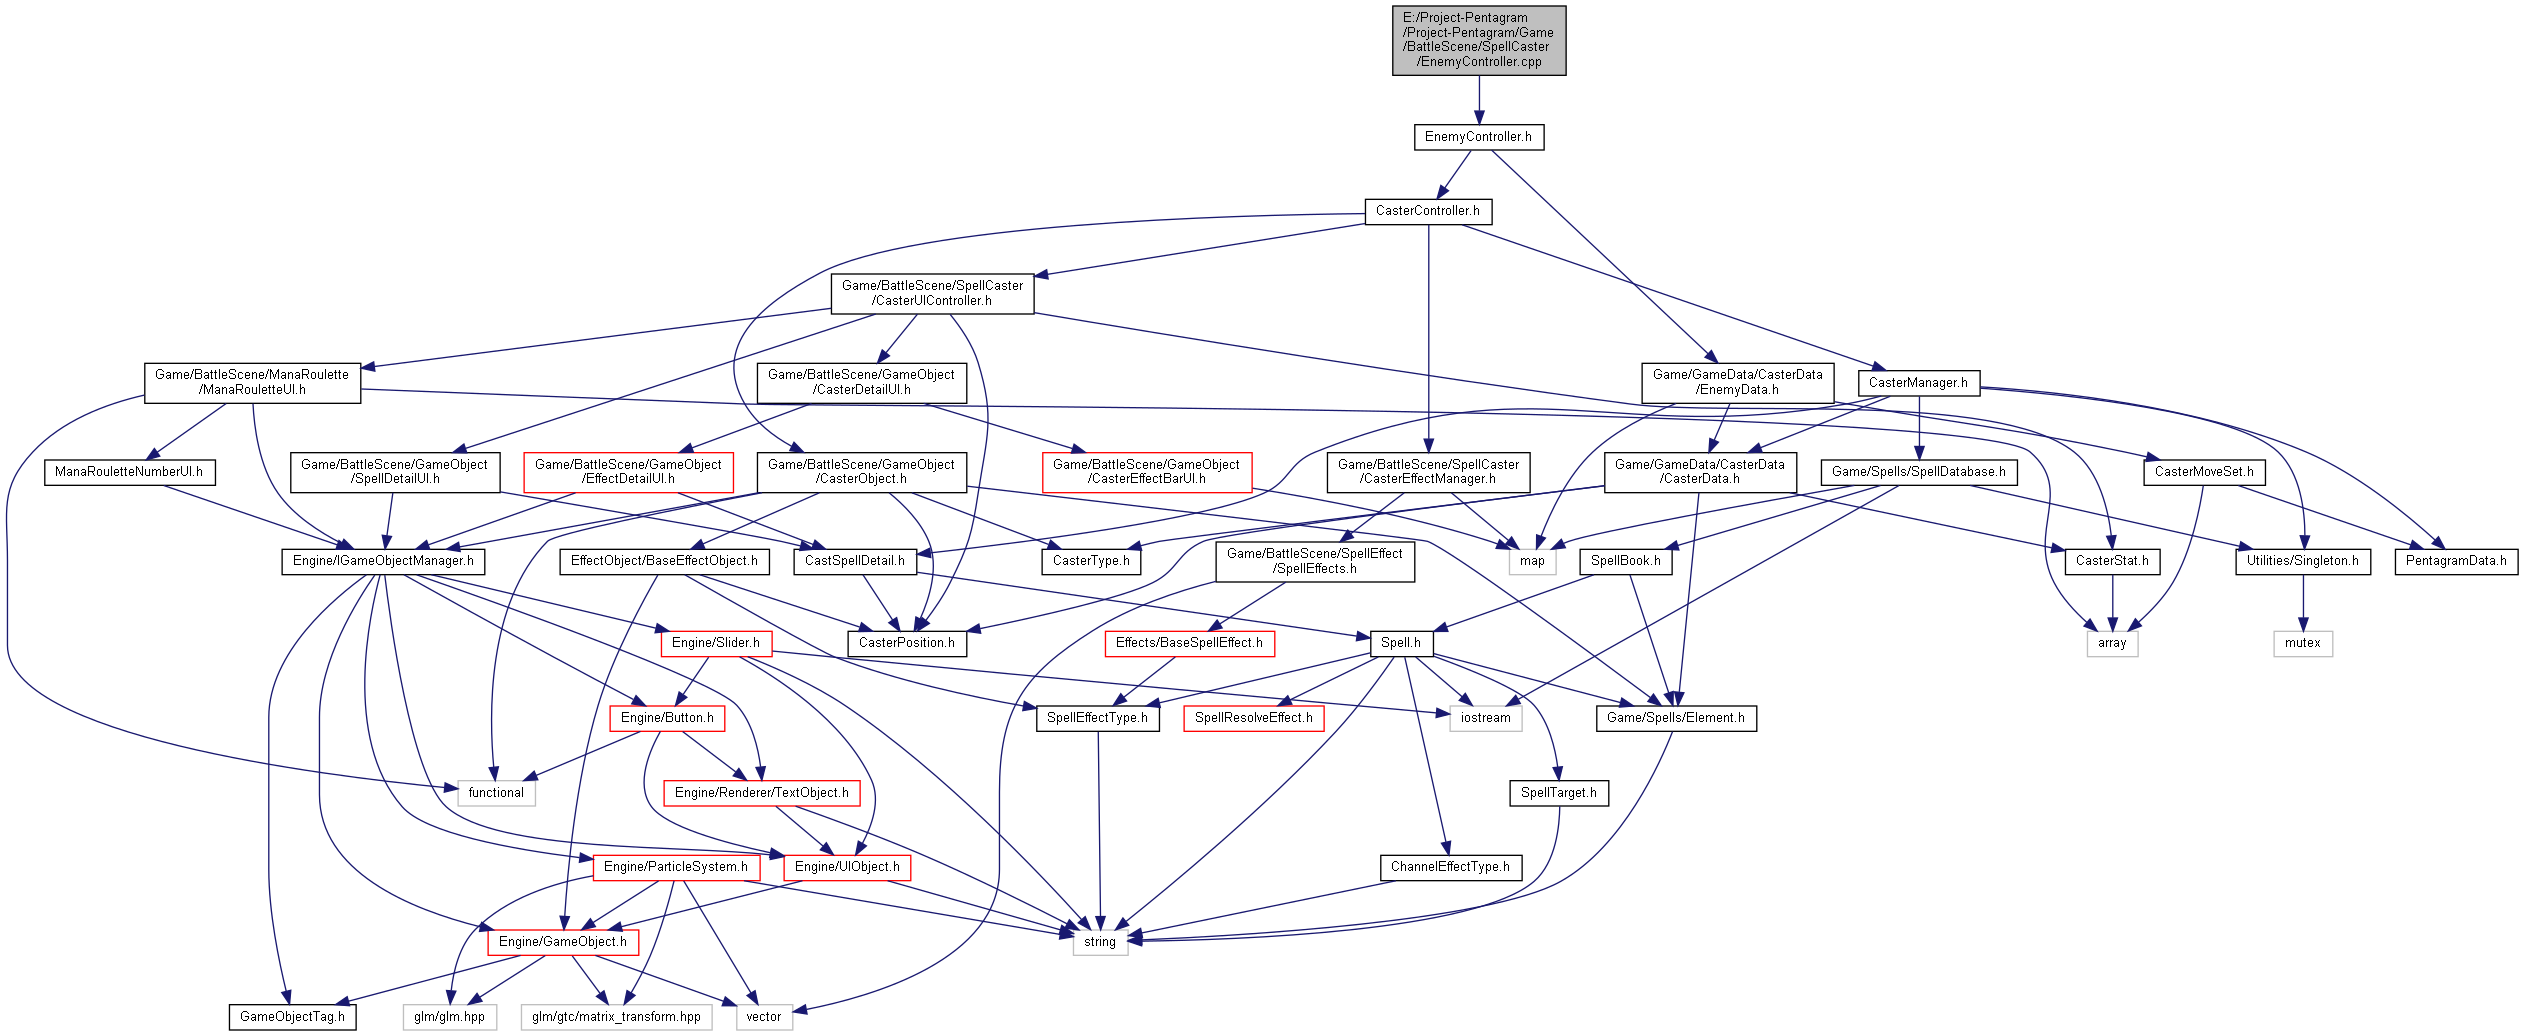 E:/Project-Pentagram
/Project-Pentagram/Game
/BattleScene/SpellCaster
/EnemyController.cpp
EnemyController.h
CasterController.h
Game/BattleScene/SpellCaster
/CasterUIController.h
Game/BattleScene/ManaRoulette
/ManaRouletteUI.h
Game/BattleScene/GameObject
/CasterDetailUI.h
Game/GameData/CasterData
/EnemyData.h
CasterManager.h
ManaRouletteNumberUI.h
Game/BattleScene/GameObject
/SpellDetailUI.h
Game/BattleScene/GameObject
/EffectDetailUI.h
Game/BattleScene/GameObject
/CasterObject.h
Game/BattleScene/GameObject
/CasterEffectBarUI.h
Game/BattleScene/SpellCaster
/CasterEffectManager.h
Game/GameData/CasterData
/CasterData.h
Game/Spells/SpellDatabase.h
CasterMoveSet.h
Engine/IGameObjectManager.h
EffectObject/BaseEffectObject.h
CastSpellDetail.h
CasterType.h
Game/BattleScene/SpellEffect
/SpellEffects.h
map
SpellBook.h
CasterStat.h
Utilities/Singleton.h
PentagramData.h
Engine/Slider.h
CasterPosition.h
Effects/BaseSpellEffect.h
Spell.h
array
mutex
Engine/Button.h
SpellEffectType.h
SpellResolveEffect.h
iostream
Game/Spells/Element.h
functional
Engine/Renderer/TextObject.h
SpellTarget.h
Engine/ParticleSystem.h
Engine/UIObject.h
ChannelEffectType.h
Engine/GameObject.h
string
GameObjectTag.h
glm/glm.hpp
glm/gtc/matrix_transform.hpp
vector